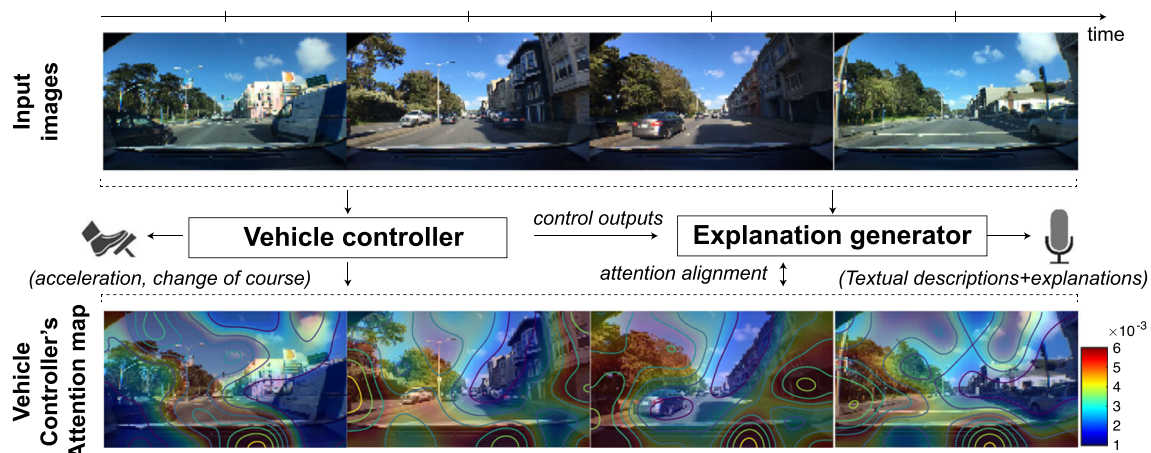 time
Input
images
Vehicle controller
control outputs
Explanation generator
(acceleration, change of course)
attention alignment
(Textual descriptions+explanations)
Vehicle
Controller's
Attention map
×10⁻³
6
5
4
3
2
1